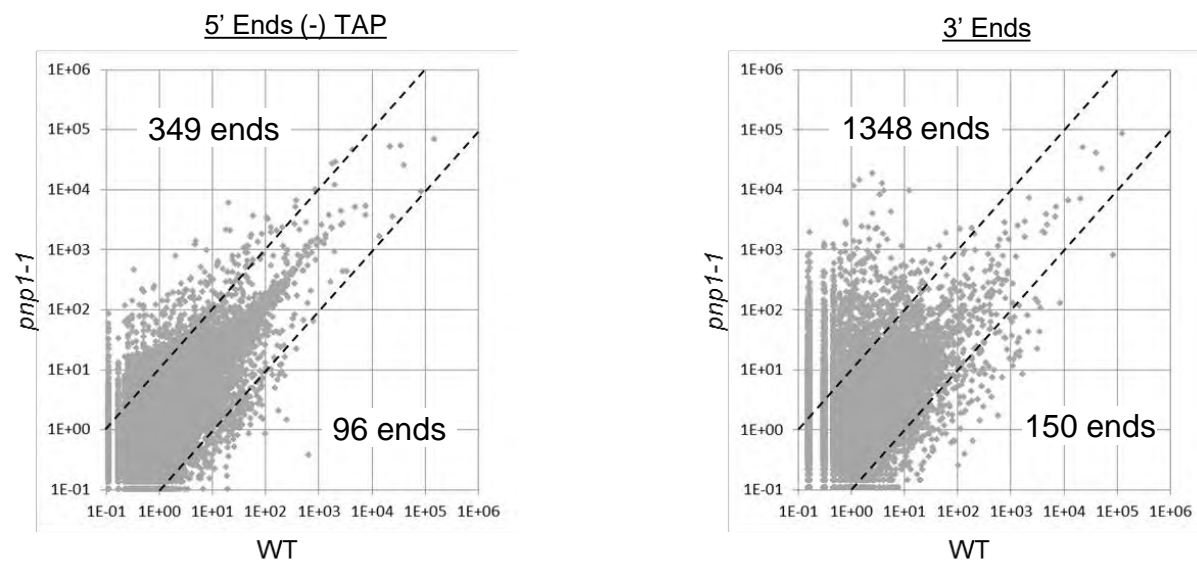 5' Ends (-) TAP
1E+06
1E+05
1E+04
1E+03
1E+02
1E+01
1E+00
1E-01
349 ends
96 ends
pnp1-1
1E-01 1E+00 1E+01 1E+02 1E+03 1E+04 1E+05 1E+06
WT
3' Ends
1E+06
1E+05
1E+04
1E+03
1E+02
1E+01
1E+00
1E-01
1348 ends
150 ends
pnp1-1
1E-01 1E+00 1E+01 1E+02 1E+03 1E+04 1E+05 1E+06
WT